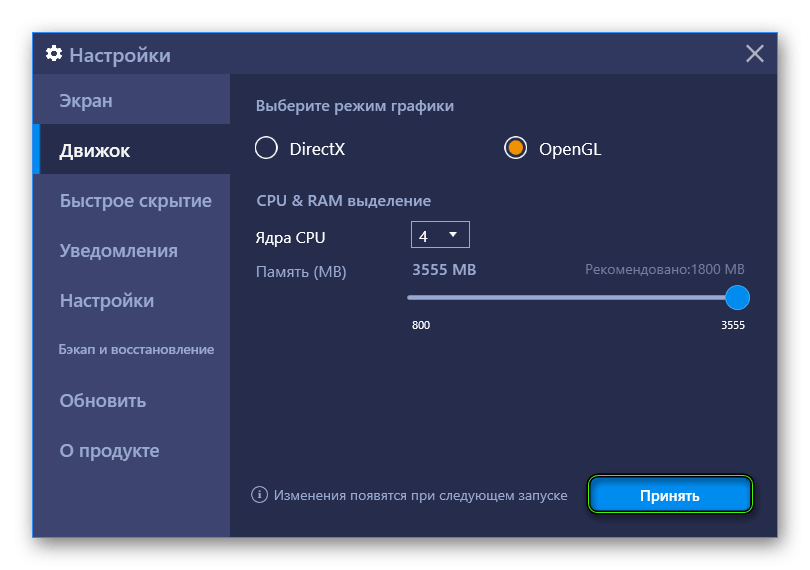 Настройки
Экран
Движок
Быстрое скрытие
Уведомления
Настройки
Бэкап и восстановление
Обновить
О продукте
Выберите режим графики
DirectX
OpenGL
CPU & RAM выделение
Ядра CPU
4
Память (MB)
3555 MB
Рекомендовано:1800 MB
800
3555
Изменения появятся при следующем запуске
Принять